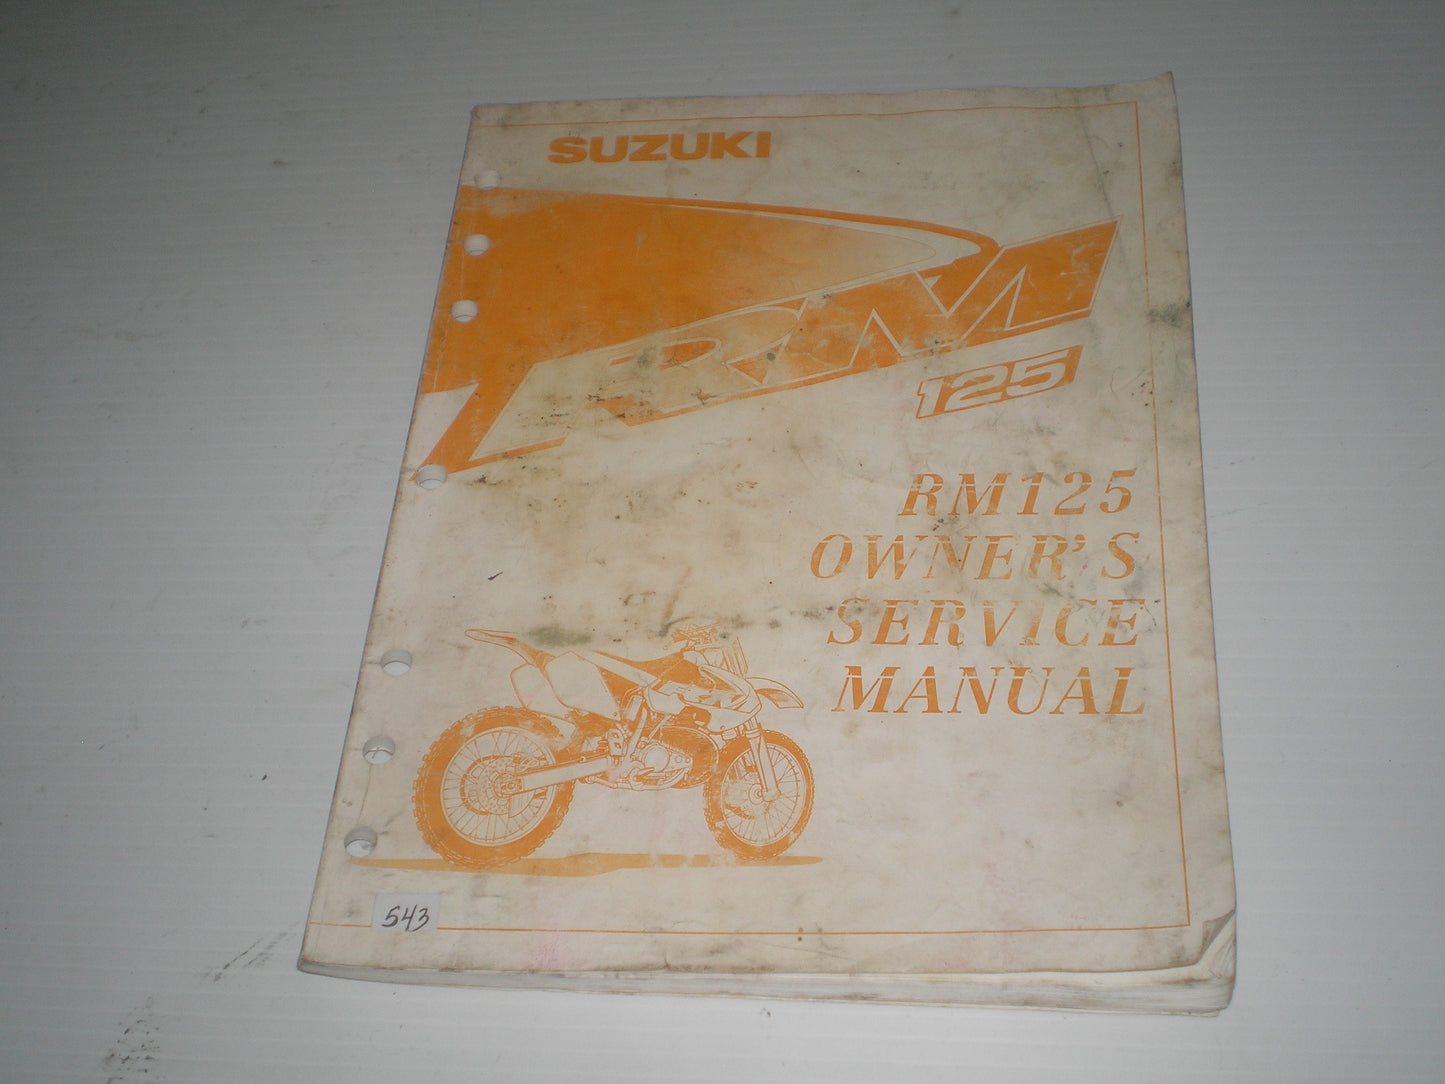 SUZUKI
RM
125
RM125
OWNER'S
SERVICE
MANUAL
543